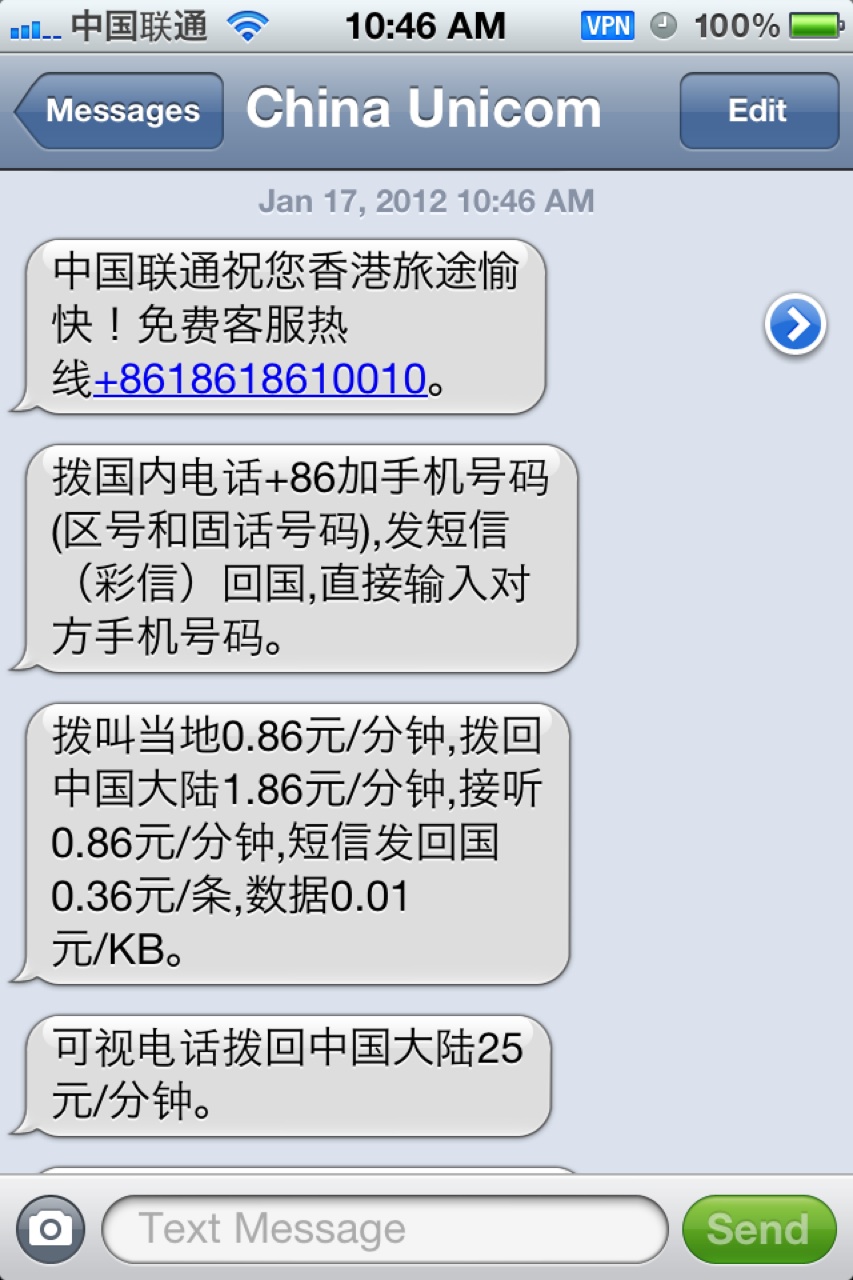 中国联通 10:46 AM VPN 100%
Messages China Unicom Edit
Jan 17, 2012 10:46 AM
中国联通祝您香港旅途愉
快！免费客服热
线+8618618610010。
拨国内电话+86加手机号码
(区号和固话号码),发短信
（彩信）回国,直接输入对
方手机号码。
拨叫当地0.86元/分钟,拨回
中国大陆1.86元/分钟,接听
0.86元/分钟,短信发回国
0.36元/条,数据0.01
元/KB。
可视电话拨回中国大陆25
元/分钟。
Text Message Send